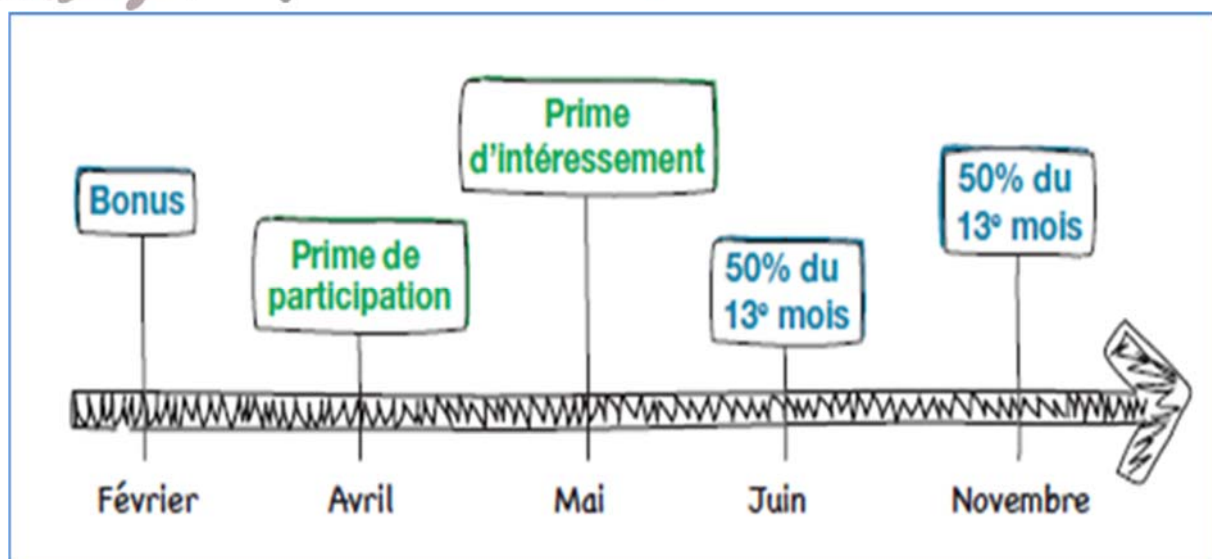 Bonus
Prime de
participation
Prime
d'intéressement
50% du
13e mois
50% du
13e mois
Février
Avril
Mai
Juin
Novembre